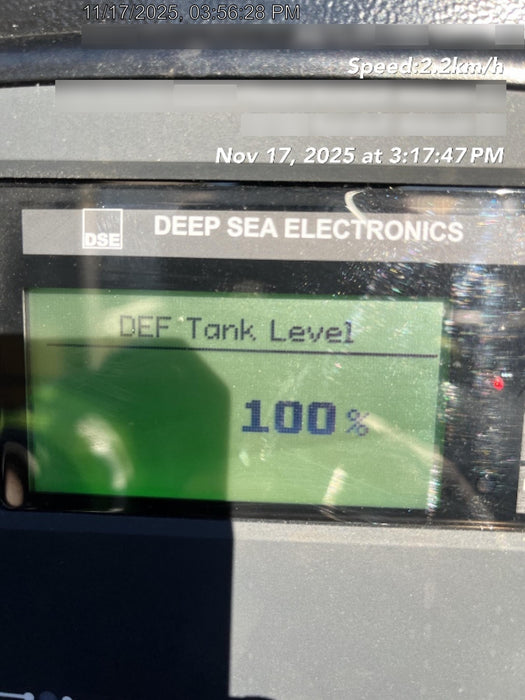 11/17/2025, 03:56:28 PM
Speed:2.2km/h
Nov 17, 2025 at 3:17:47 PM
DSE DEEP SEA ELECTRONICS
DEF Tank Level
100%